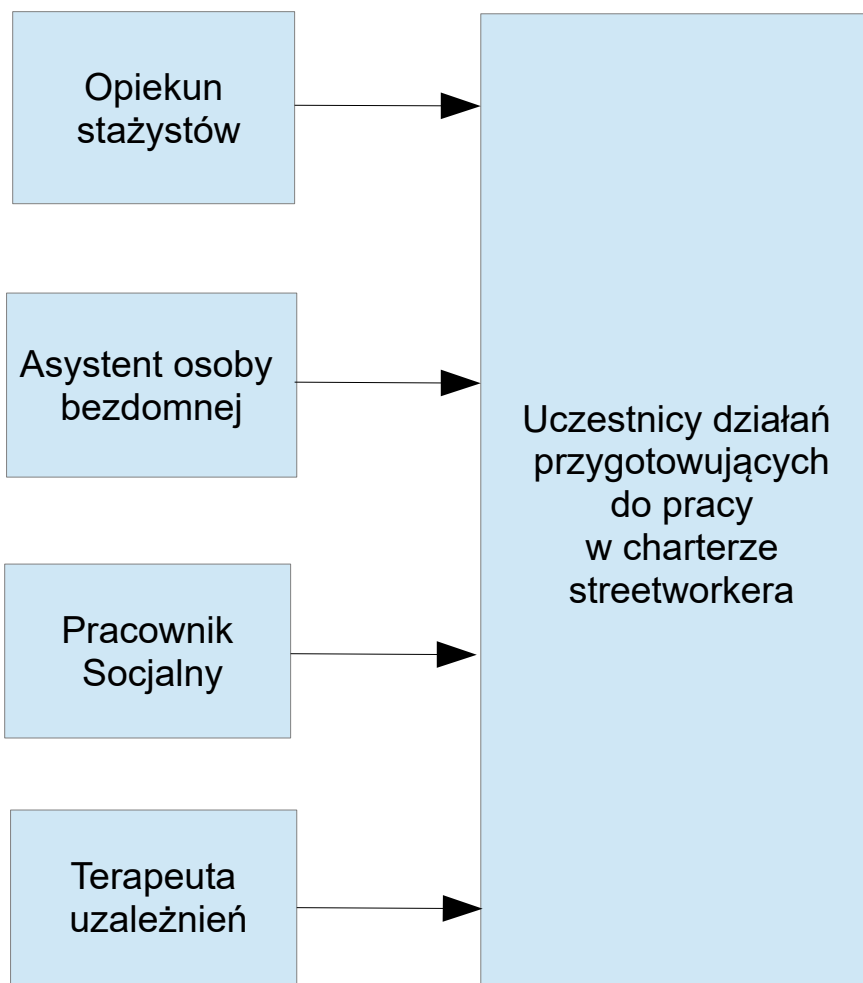 Opiekun
stażystów
Asystent osoby
bezdomnej
Pracownik
Socjalny
Terapeuta
uzależnień
Uczestnicy działań
przygotowujących
do pracy
w charterze
streetworkera